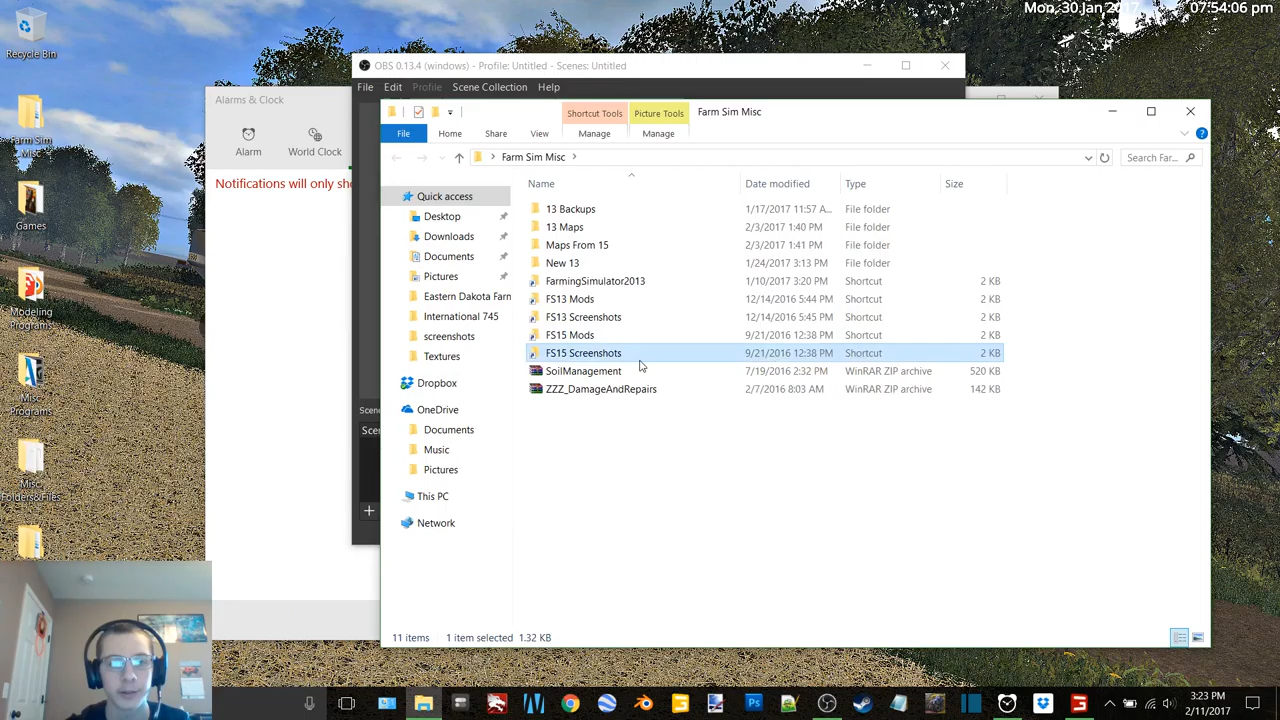 Mon, 30 Jan 2017 07:54:06 pm
Recycle Bin
OBS 0.13.4 (windows) - Profile: Untitled - Scenes: Untitled
File Edit Profile Scene Collection Help
Alarms & Clock
Alarm World Clock
Notifications will only sh
Farm Sim
Misc
Games
Modeling
Programs
Misc
Programs
Misc
Folders&Files
Scen
Scen
Shortcut Tools Picture Tools Farm Sim Misc
File Home Share View Manage Manage
Farm Sim Misc
Search Far...
Name Date modified Type Size
Quick access
Desktop
Downloads
Documents
Pictures
Eastern Dakota Farm
International 745
screenshots
Textures
Dropbox
OneDrive
Documents
Music
Pictures
This PC
Network
13 Backups 1/17/2017 11:57 A... File folder
13 Maps 2/3/2017 1:40 PM File folder
Maps From 15 2/3/2017 1:41 PM File folder
New 13 1/24/2017 3:13 PM File folder
FarmingSimulator2013 1/10/2017 3:20 PM Shortcut 2 KB
FS13 Mods 12/14/2016 5:44 PM Shortcut 2 KB
FS13 Screenshots 12/14/2016 5:45 PM Shortcut 2 KB
FS15 Mods 9/21/2016 12:38 PM Shortcut 2 KB
FS15 Screenshots 9/21/2016 12:38 PM Shortcut 2 KB
SoilManagement 7/19/2016 2:32 PM WinRAR ZIP archive 520 KB
ZZZ_DamageAndRepairs 2/7/2016 8:03 AM WinRAR ZIP archive 142 KB
11 items 1 item selected 1.32 KB
3:23 PM
2/11/2017